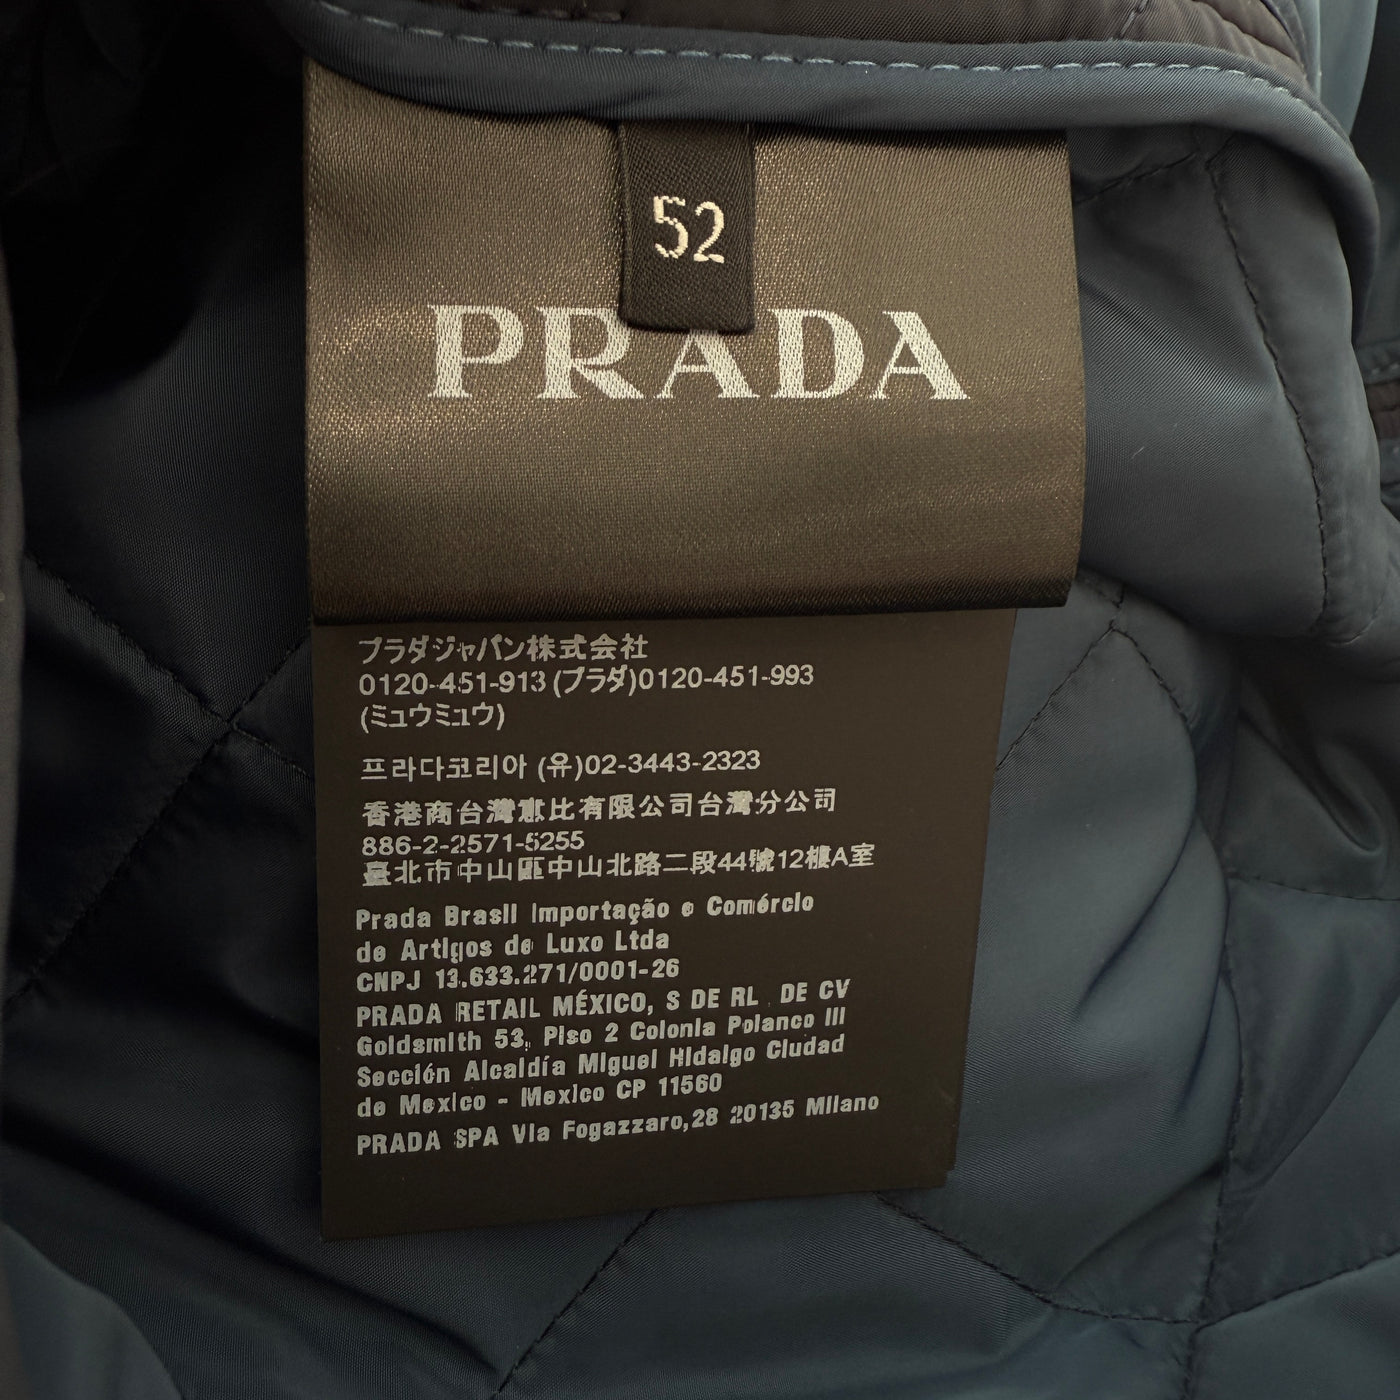 52
PRADA
プラダジャパン株式会社
0120-451-913 (プラダ)0120-451-993
(ミュウミュウ)
프라다코리아 (유)02-3443-2323
香港商台灣惠比有限公司台灣分公司
886-2-2571-5255
臺北市中山區中山北路二段44號12樓A室
Prada Brasil Importação e Comércio
de Artigos de Luxo Ltda
CNPJ 13.633.271/0001-26
PRADA RETAIL MÉXICO, S DE RL . DE CV
Goldsmith 53, Piso 2 Colonia Polanco III
Sección Alcaldía Miguel Hidalgo Ciudad
de Mexico - Mexico CP 11560
PRADA SPA Via Fogazzaro,28 20135 Milano